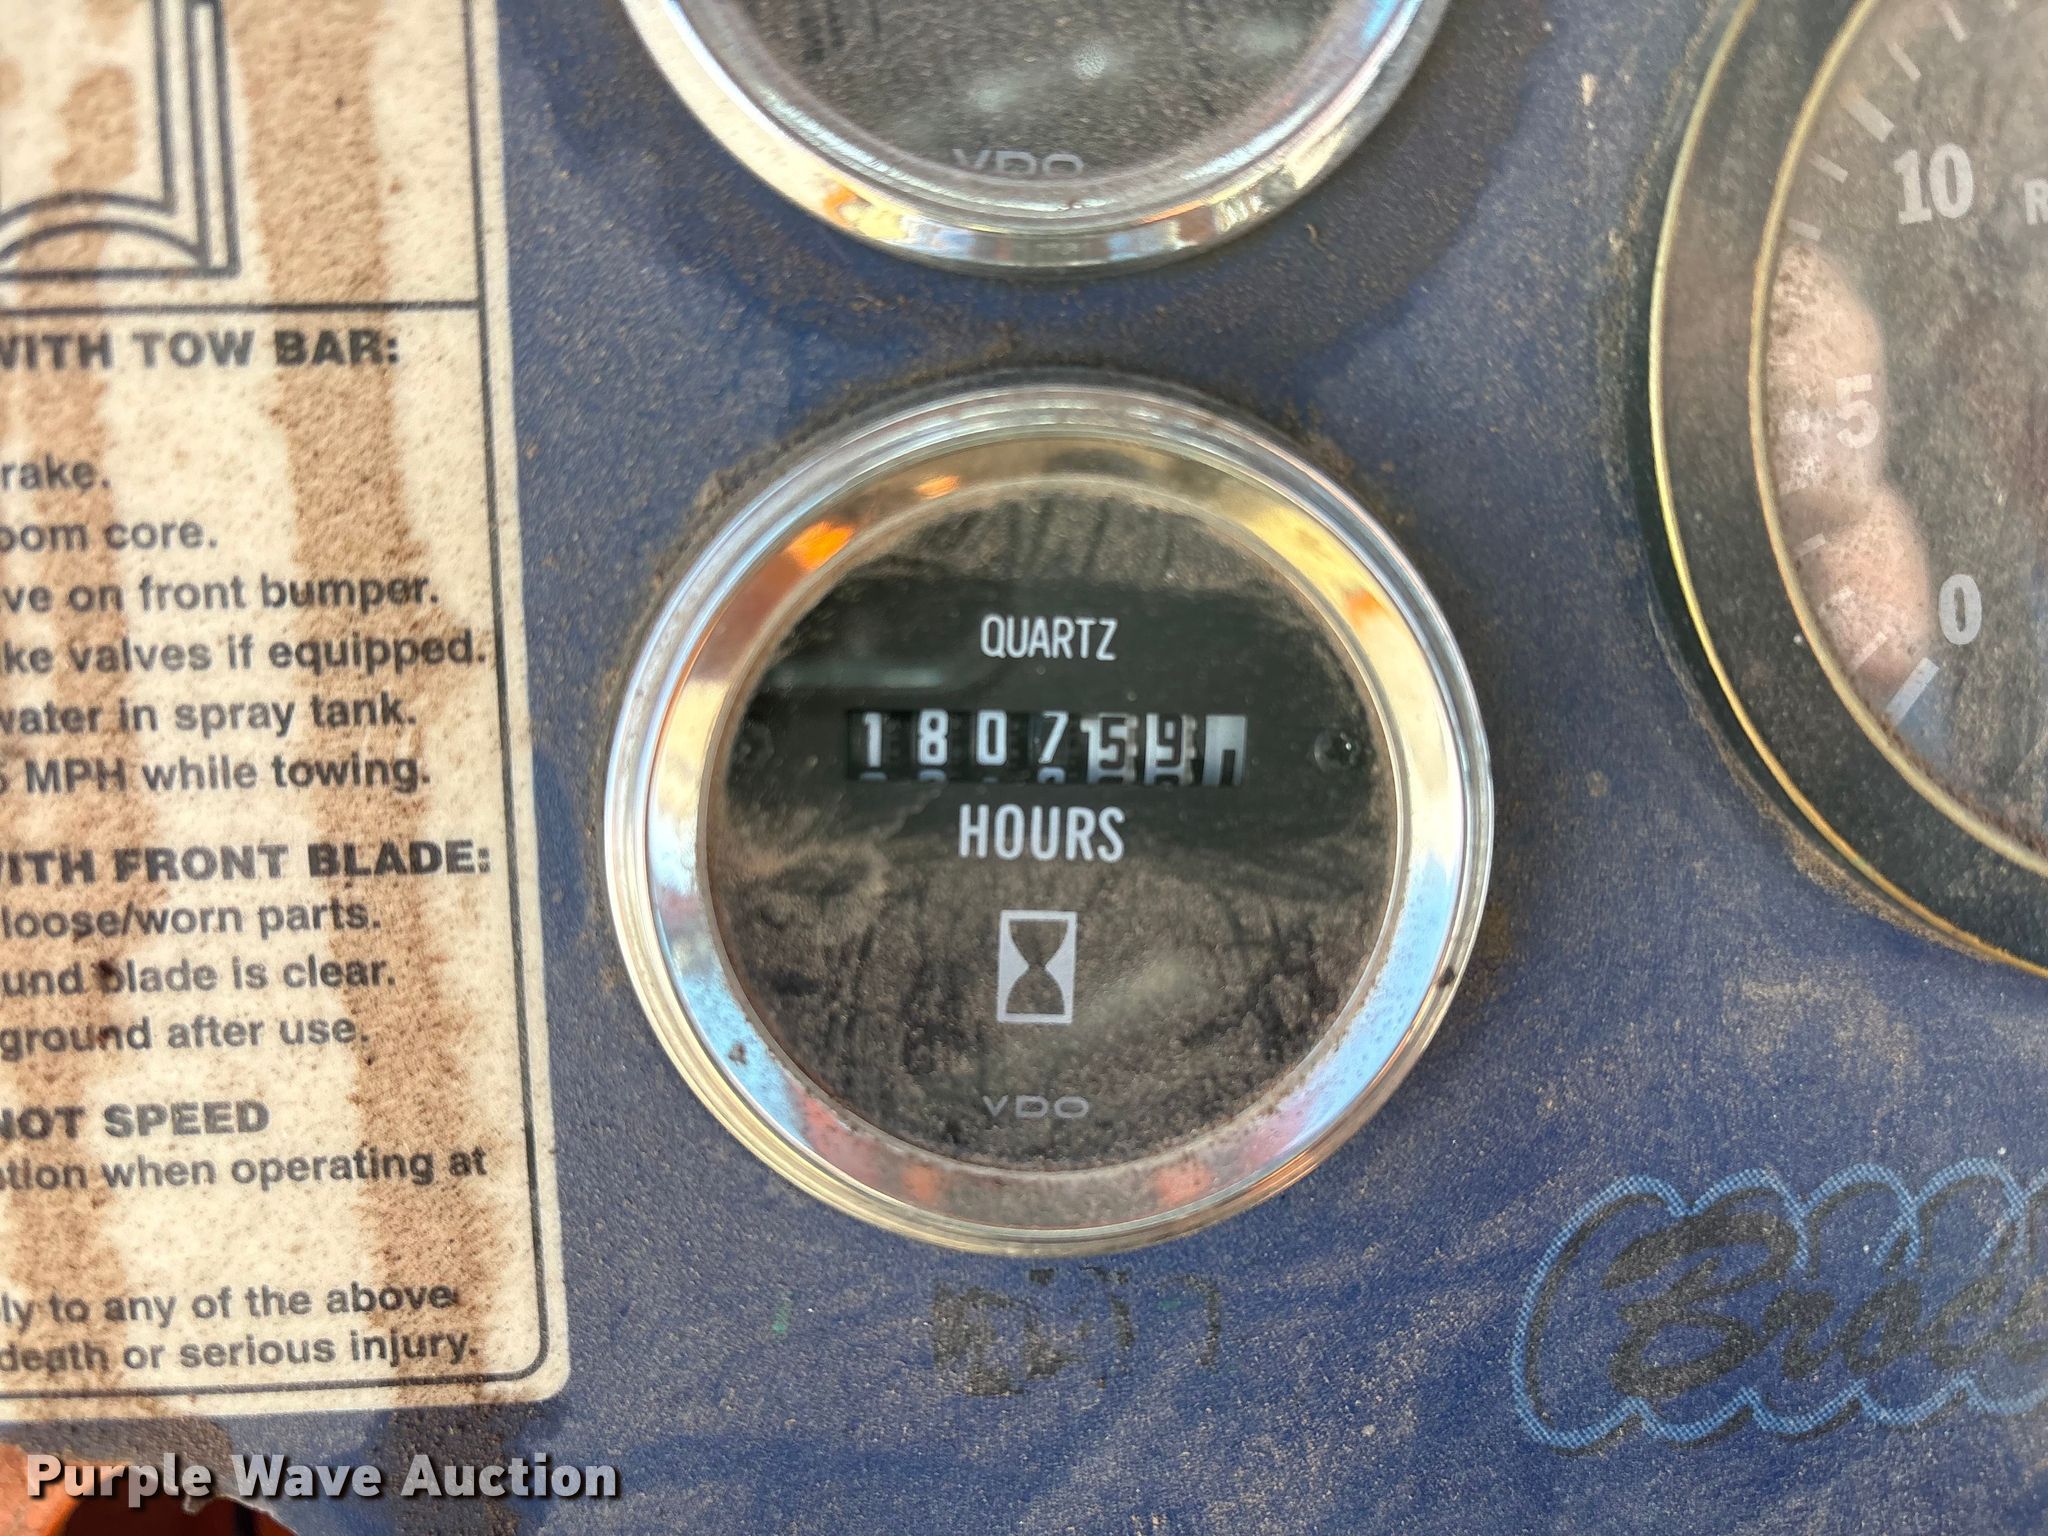 VDO
10
R
5
0
WITH TOW BAR:
rake.
oom core.
ve on front bumper.
ke valves if equipped.
water in spray tank.
5 MPH while towing.
WITH FRONT BLADE:
loose/worn parts.
und blade is clear.
ground after use.
NOT SPEED
tion when operating at
ly to any of the above
death or serious injury.
QUARTZ
1807 59
HOURS
VDO
Purple Wave Auction